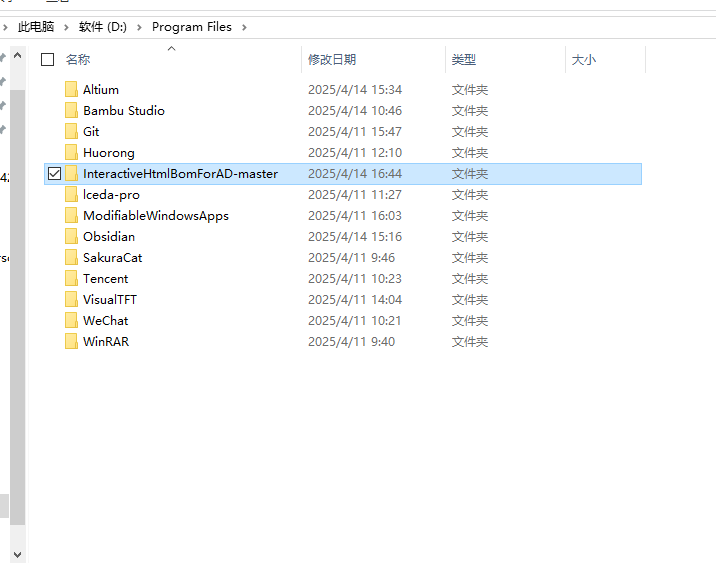 此电脑 › 软件 (D:) › Program Files ›
名称 修改日期 类型 大小
Altium 2025/4/14 15:34 文件夹
Bambu Studio 2025/4/14 10:46 文件夹
Git 2025/4/11 15:47 文件夹
Huorong 2025/4/11 12:10 文件夹
InteractiveHtmlBomForAD-master 2025/4/14 16:44 文件夹
lceda-pro 2025/4/11 11:27 文件夹
ModifiableWindowsApps 2025/4/11 16:03 文件夹
Obsidian 2025/4/14 15:16 文件夹
SakuraCat 2025/4/11 9:46 文件夹
Tencent 2025/4/11 10:23 文件夹
VisualTFT 2025/4/11 14:04 文件夹
WeChat 2025/4/11 10:21 文件夹
WinRAR 2025/4/11 9:40 文件夹